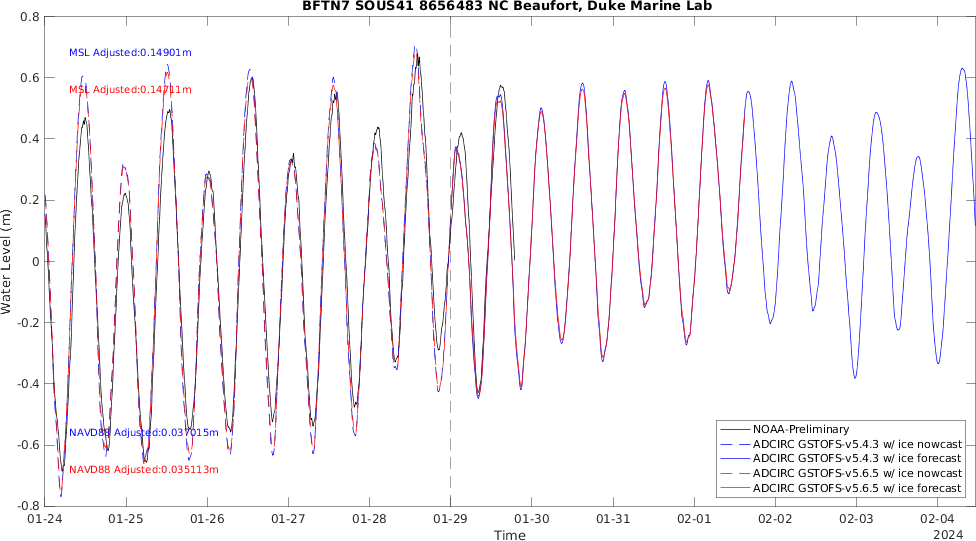 BFTN7 SOUS41 8656483 NC Beaufort, Duke Marine Lab
0.8
0.6
0.4
0.2
0
-0.2
-0.4
-0.6
-0.8
Water Level (m)
MSL Adjusted:0.14901m
MSL Adjusted:0.14711m
NAVD88 Adjusted:0.037015m
NAVD88 Adjusted:0.035113m
NOAA-Preliminary
ADCIRC GSTOFS-v5.4.3 w/ ice nowcast
ADCIRC GSTOFS-v5.4.3 w/ ice forecast
ADCIRC GSTOFS-v5.6.5 w/ ice nowcast
ADCIRC GSTOFS-v5.6.5 w/ ice forecast
01-24 01-25 01-26 01-27 01-28 01-29 01-30 01-31 02-01 02-02 02-03 02-04
Time
2024